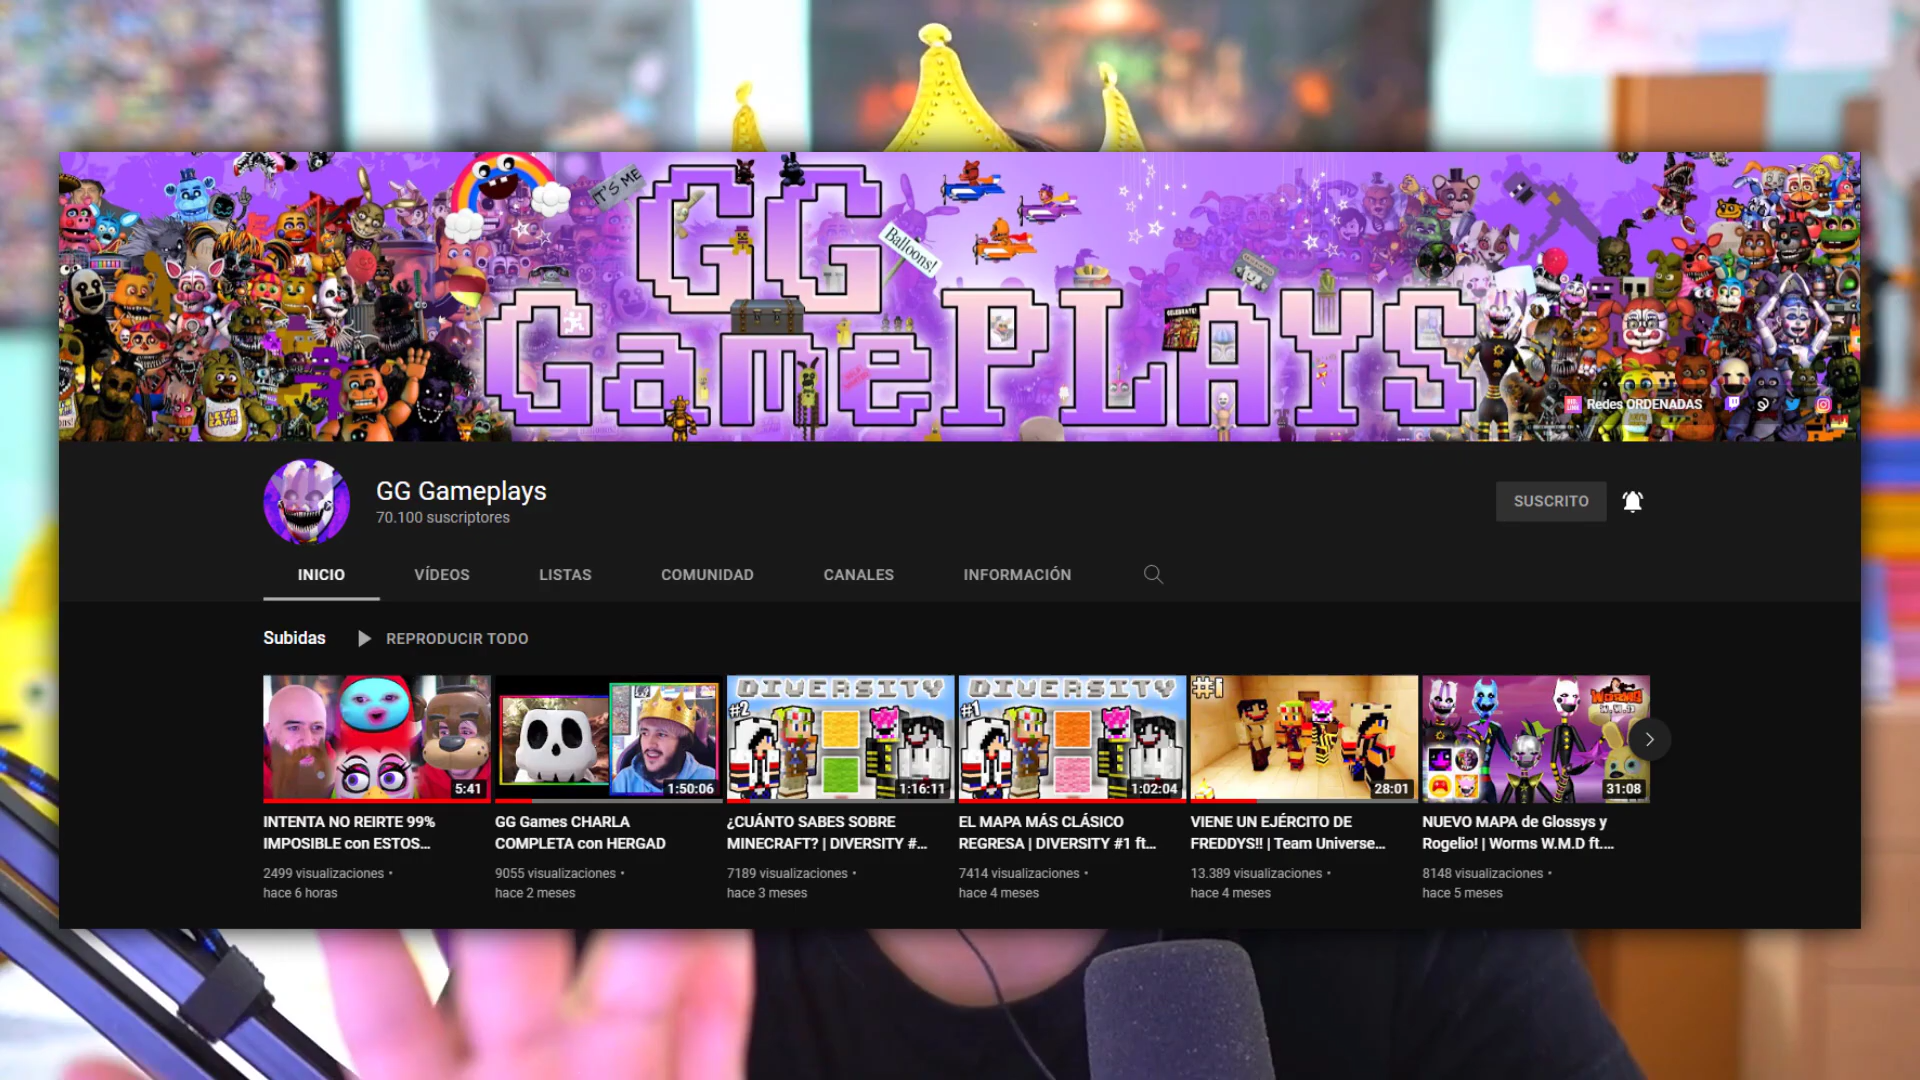 IT'S ME
GG
Balloons!
GamePLAYS
CELEBRATE!
LET'S EAT!!!
Redes ORDENADAS
GG Gameplays
70.100 suscriptores
SUSCRITO
INICIO
VÍDEOS
LISTAS
COMUNIDAD
CANALES
INFORMACIÓN
Subidas
REPRODUCIR TODO
5:41
1:50:06
DIVERSITY
#2
1:16:11
DIVERSITY
#1
1:02:04
#1
28:01
WORMS
W.M.D
31:08
INTENTA NO REIRTE 99%
IMPOSIBLE con ESTOS...
2499 visualizaciones •
hace 6 horas
GG Games CHARLA
COMPLETA con HERGAD
9055 visualizaciones •
hace 2 meses
¿CUÁNTO SABES SOBRE
MINECRAFT? | DIVERSITY #...
7189 visualizaciones •
hace 3 meses
EL MAPA MÁS CLÁSICO
REGRESA | DIVERSITY #1 ft...
7414 visualizaciones •
hace 4 meses
VIENE UN EJÉRCITO DE
FREDDYS!! | Team Universe...
13.389 visualizaciones •
hace 4 meses
NUEVO MAPA de Glossys y
Rogelio! | Worms W.M.D ft....
8148 visualizaciones •
hace 5 meses